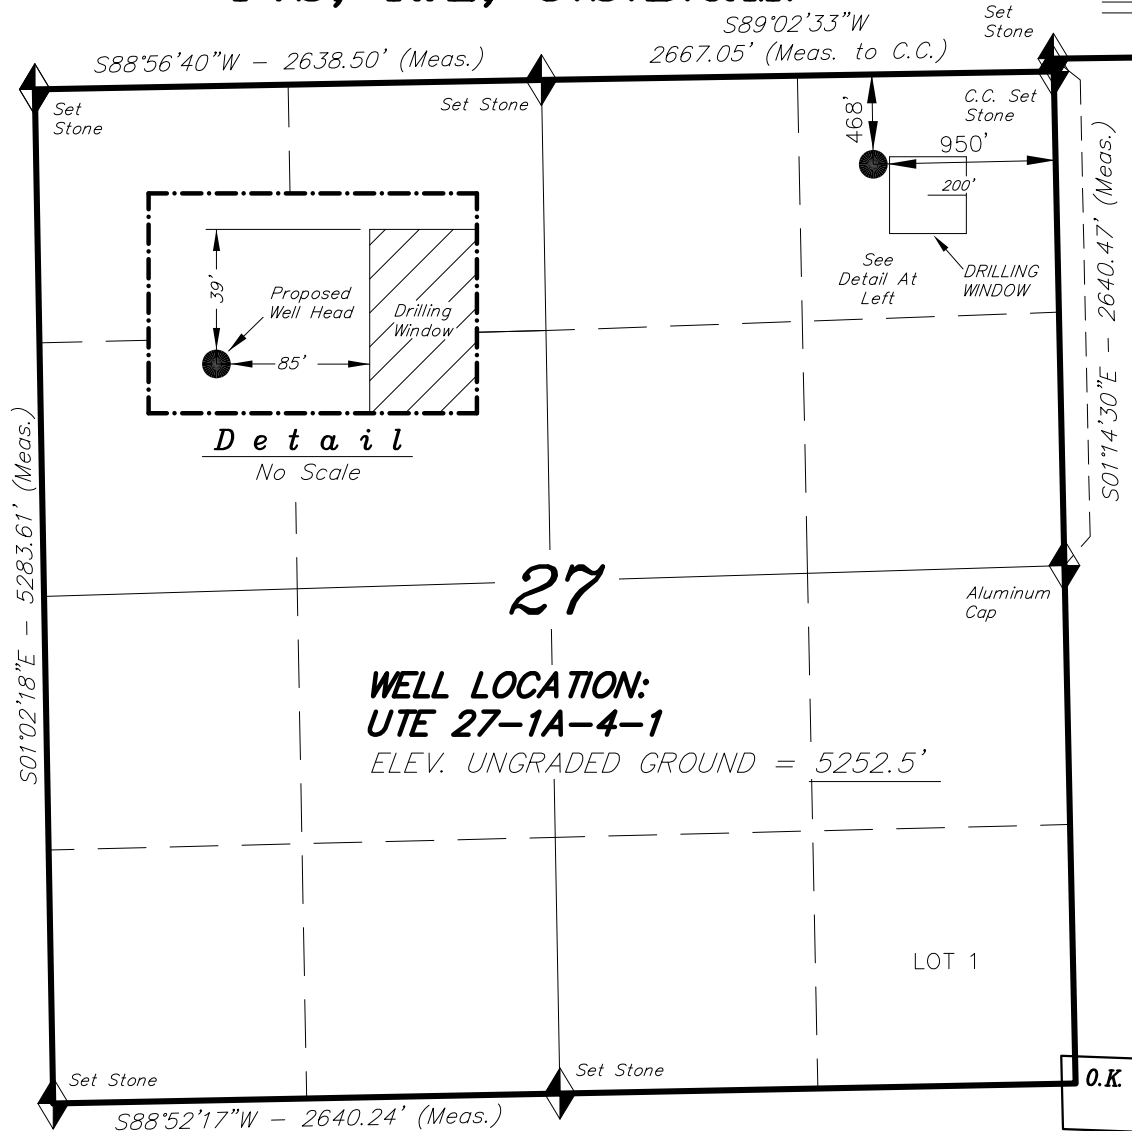 S89°02'33"W
2667.05' (Meas. to C.C.)
Set
Stone
S88°56'40"W - 2638.50' (Meas.)
Set
Stone
Set Stone
C.C. Set
Stone
468'
950'
200'
See
Detail At
Left
DRILLING
WINDOW
S01°14'30"E - 2640.47' (Meas.)
39'
Proposed
Well Head
Drilling
Window
85'
Detail
No Scale
S01°02'18"E - 5283.61' (Meas.)
27
Aluminum
Cap
WELL LOCATION:
UTE 27-1A-4-1
ELEV. UNGRADED GROUND = 5252.5'
LOT 1
Set Stone
Set Stone
S88°52'17"W - 2640.24' (Meas.)
O.K.